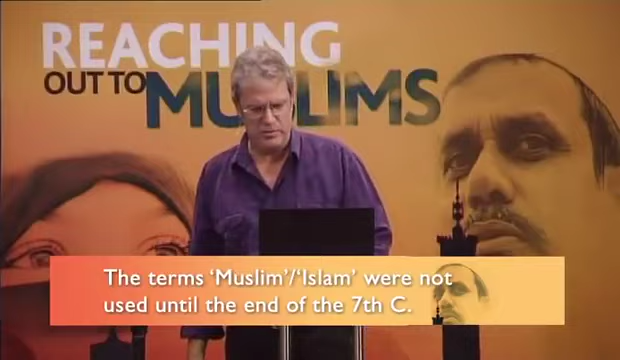 REACHING
OUT TO MUSLIMS
The terms ‘Muslim’/‘Islam’ were not
used until the end of the 7th C.